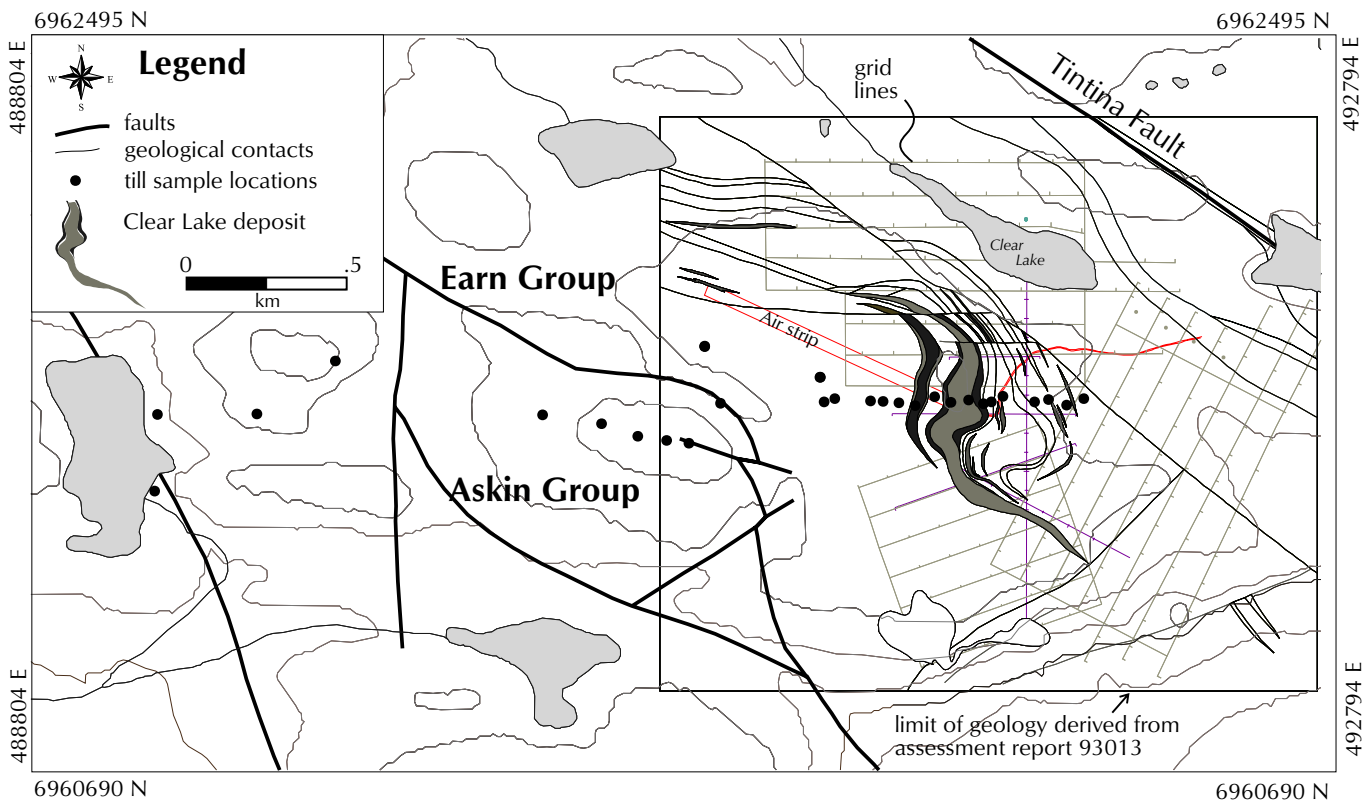 6962495 N
6962495 N
488804 E
492794 E
Legend
N
W
E
S
faults
geological contacts
till sample locations
Clear Lake deposit
0
.5
km
grid
lines
Tintina Fault
Clear
Lake
Earn Group
Air strip
Askin Group
limit of geology derived from
assessment report 93013
488804 E
492794 E
6960690 N
6960690 N